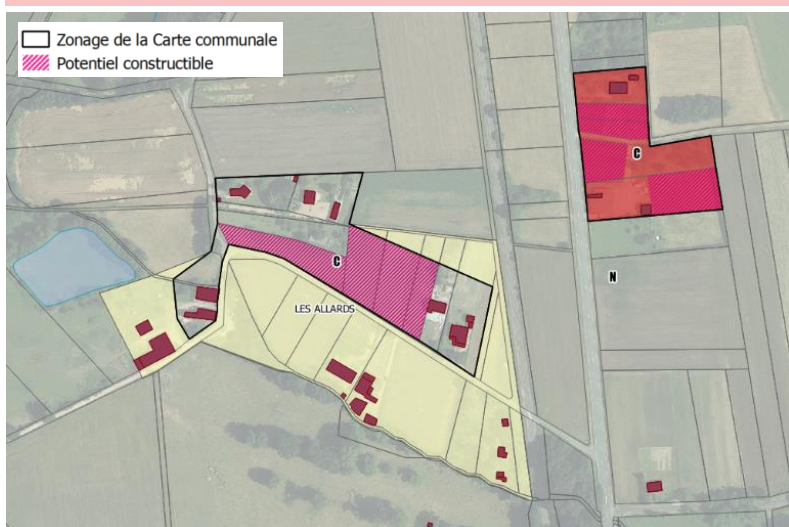 Zonage de la Carte communale
Potentiel constructible
C
C
N
LES ALLARDS